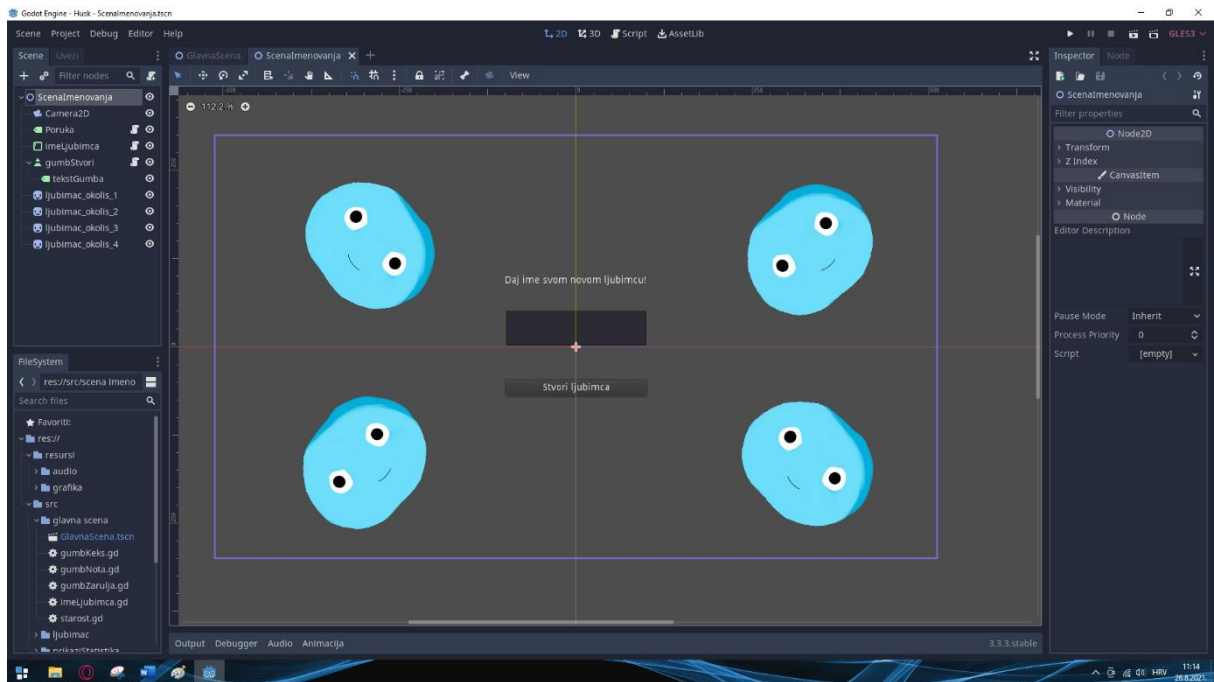 Godot Engine - Husk - ScenaImenovanja.tscn
Scene Project Debug Editor Help
2D 3D Script AssetLib
GLES3
Scene Uvezi
GlavnaScena ScenaImenovanja
Inspector Node
Filter nodes
View
ScenaImenovanja
Camera2D
Poruka
imeLjubimca
gumbStvori
tekstGumba
ljubimac_okolis_1
ljubimac_okolis_2
ljubimac_okolis_3
ljubimac_okolis_4
112.2 %
Daj ime svom novom ljubimcu!
Stvori ljubimca
ScenaImenovanja
Filter properties
Node2D
Transform
Z Index
CanvasItem
Visibility
Material
Node
Editor Description
Pause Mode Inherit
Process Priority 0
Script [empty]
FileSystem
res://src/scena imeno
Search files
Favoriti:
res://
resursi
audio
grafika
src
glavna scena
GlavnaScena.tscn
gumbKeks.gd
gumbNota.gd
gumbZarulja.gd
imeLjubimca.gd
starost.gd
ljubimac
prikaziStatistika
Output Debugger Audio Animacija
3.3.3.stable
HRV
11:14
26.8.2021.